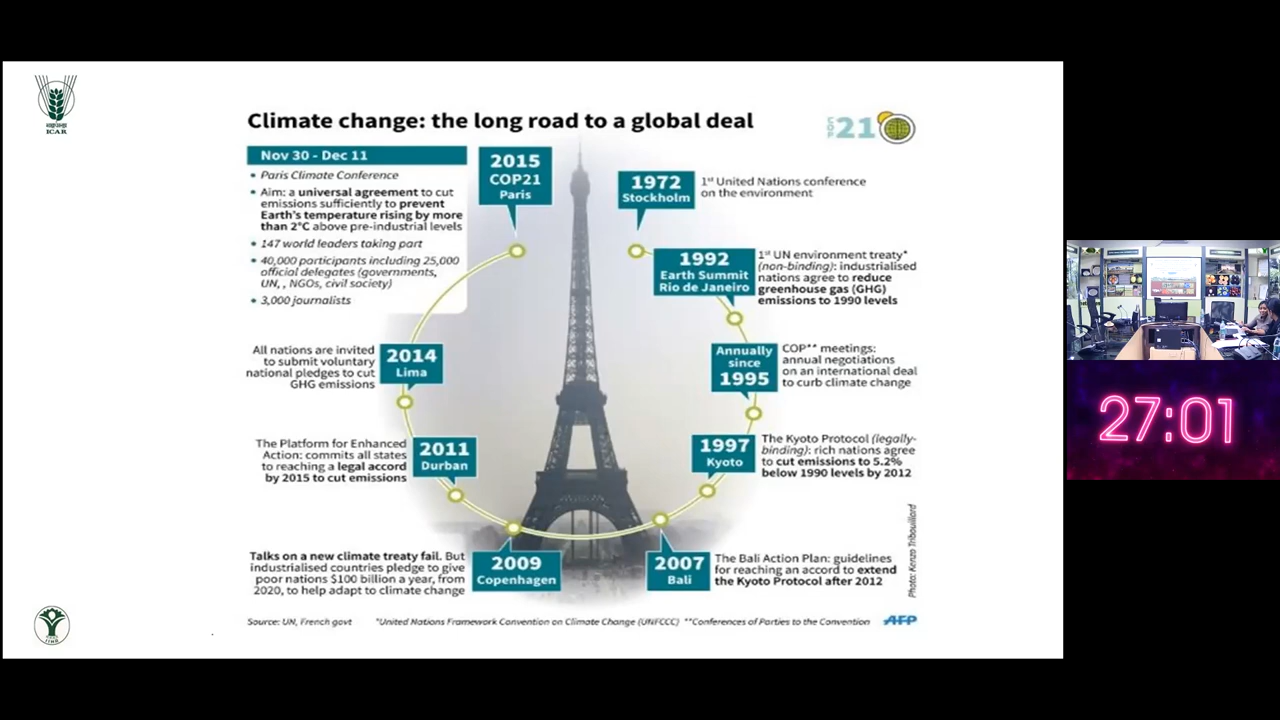 ICAR
Climate change: the long road to a global deal
COP 21
Nov 30 - Dec 11
• Paris Climate Conference
• Aim: a universal agreement to cut
emissions sufficiently to prevent
Earth's temperature rising by more
than 2°C above pre-industrial levels
• 147 world leaders taking part
• 40,000 participants including 25,000
official delegates (governments,
UN, , NGOs, civil society)
• 3,000 journalists
2015
COP21
Paris
1972
Stockholm
1st United Nations conference
on the environment
1992
Earth Summit
Rio de Janeiro
1st UN environment treaty*
(non-binding): industrialised
nations agree to reduce
greenhouse gas (GHG)
emissions to 1990 levels
Annually
since
1995
COP** meetings:
annual negotiations
on an international deal
to curb climate change
1997
Kyoto
The Kyoto Protocol (legally-
binding): rich nations agree
to cut emissions to 5.2%
below 1990 levels by 2012
2007
Bali
The Bali Action Plan: guidelines
for reaching an accord to extend
the Kyoto Protocol after 2012
2009
Copenhagen
Talks on a new climate treaty fail. But
industrialised countries pledge to give
poor nations $100 billion a year, from
2020, to help adapt to climate change
2011
Durban
The Platform for Enhanced
Action: commits all states
to reaching a legal accord
by 2015 to cut emissions
2014
Lima
All nations are invited
to submit voluntary
national pledges to cut
GHG emissions
Photo: Kenzo Tribouillard
Source: UN, French govt
*United Nations Framework Convention on Climate Change (UNFCCC) **Conferences of Parties to the Convention
AFP
27:01